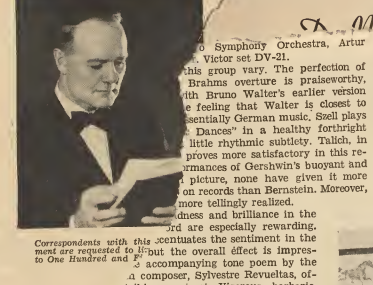 Symphony Orchestra, Artur
. Victor set DV-21.
this group vary. The perfection of
Brahms overture is praiseworthy,
ith Bruno Walter's earlier version
e feeling that Walter is closest to
sentially German music. Szell plays
Dances" in a healthy forthright
little rhythmic subtlety. Talich, in
proves more satisfactory in this re-
ormances of Gershwin's buoyant and
picture, none have given it more
on records than Bernstein. Moreover,
more tellingly realized.
dness and brilliance in the
rd are especially rewarding.
centuates the sentiment in the
but the overall effect is impres-
accompanying tone poem by the
composer, Sylvestre Revueltas, of-
Correspondents with this
ment are requested to li
to One Hundred and F